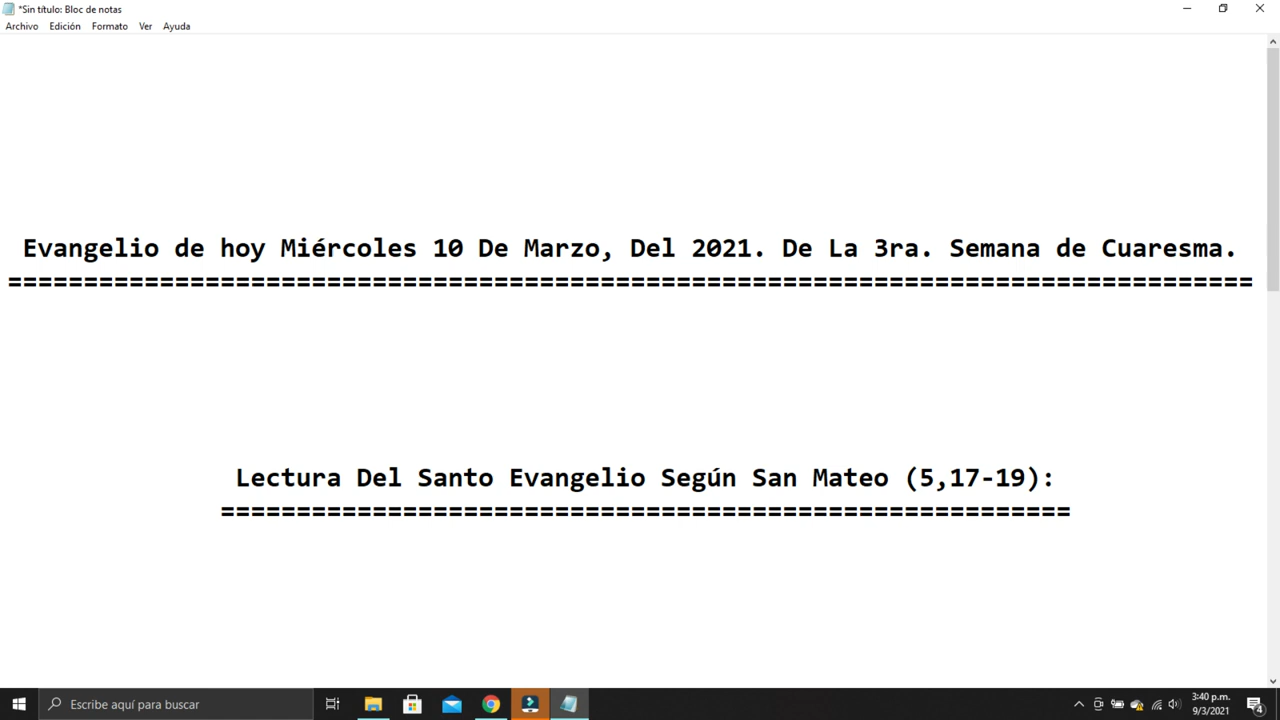 *Sin título: Bloc de notas
Archivo Edición Formato Ver Ayuda
Evangelio de hoy Miércoles 10 De Marzo, Del 2021. De La 3ra. Semana de Cuaresma.
==================================================================================
Lectura Del Santo Evangelio Según San Mateo (5,17-19):
========================================================
Escribe aquí para buscar
3:40 p.m.
9/3/2021
4